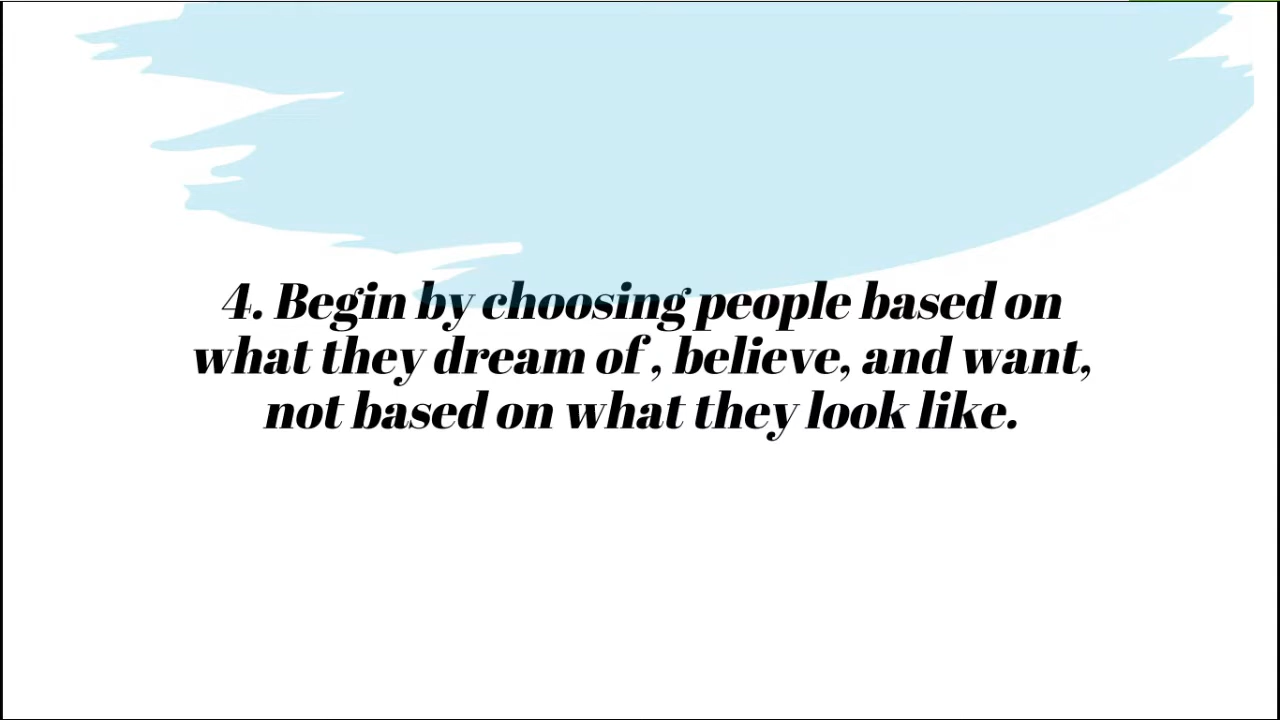 4. Begin by choosing people based on
what they dream of , believe, and want,
not based on what they look like.